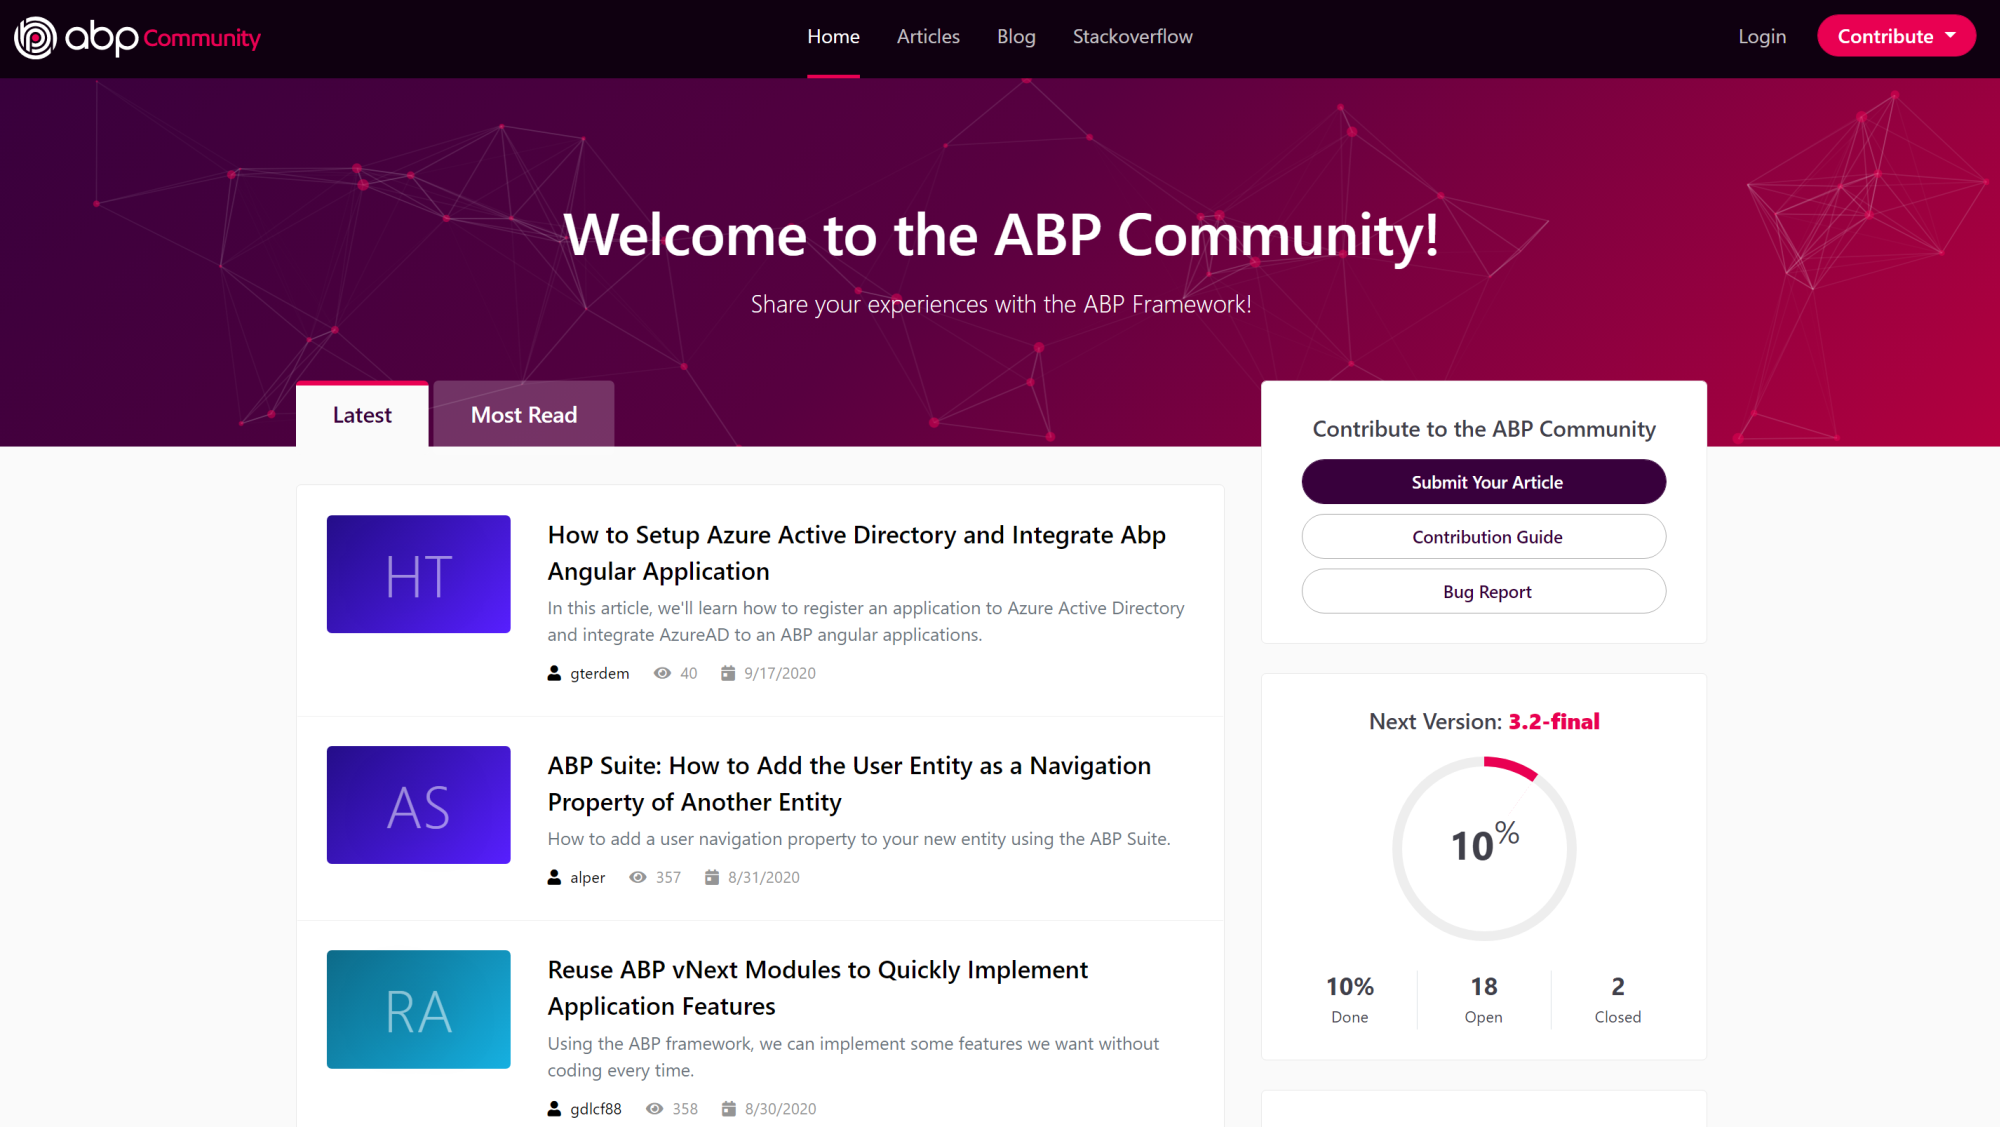 abp Community
Home Articles Blog Stackoverflow
Login Contribute
Welcome to the ABP Community!
Share your experiences with the ABP Framework!
Latest Most Read
HT
How to Setup Azure Active Directory and Integrate Abp
Angular Application
In this article, we'll learn how to register an application to Azure Active Directory
and integrate AzureAD to an ABP angular applications.
gterdem 40 9/17/2020
AS
ABP Suite: How to Add the User Entity as a Navigation
Property of Another Entity
How to add a user navigation property to your new entity using the ABP Suite.
alper 357 8/31/2020
RA
Reuse ABP vNext Modules to Quickly Implement
Application Features
Using the ABP framework, we can implement some features we want without
coding every time.
gdlcf88 358 8/30/2020
Contribute to the ABP Community
Submit Your Article
Contribution Guide
Bug Report
Next Version: 3.2-final
10%
10% 18 2
Done Open Closed